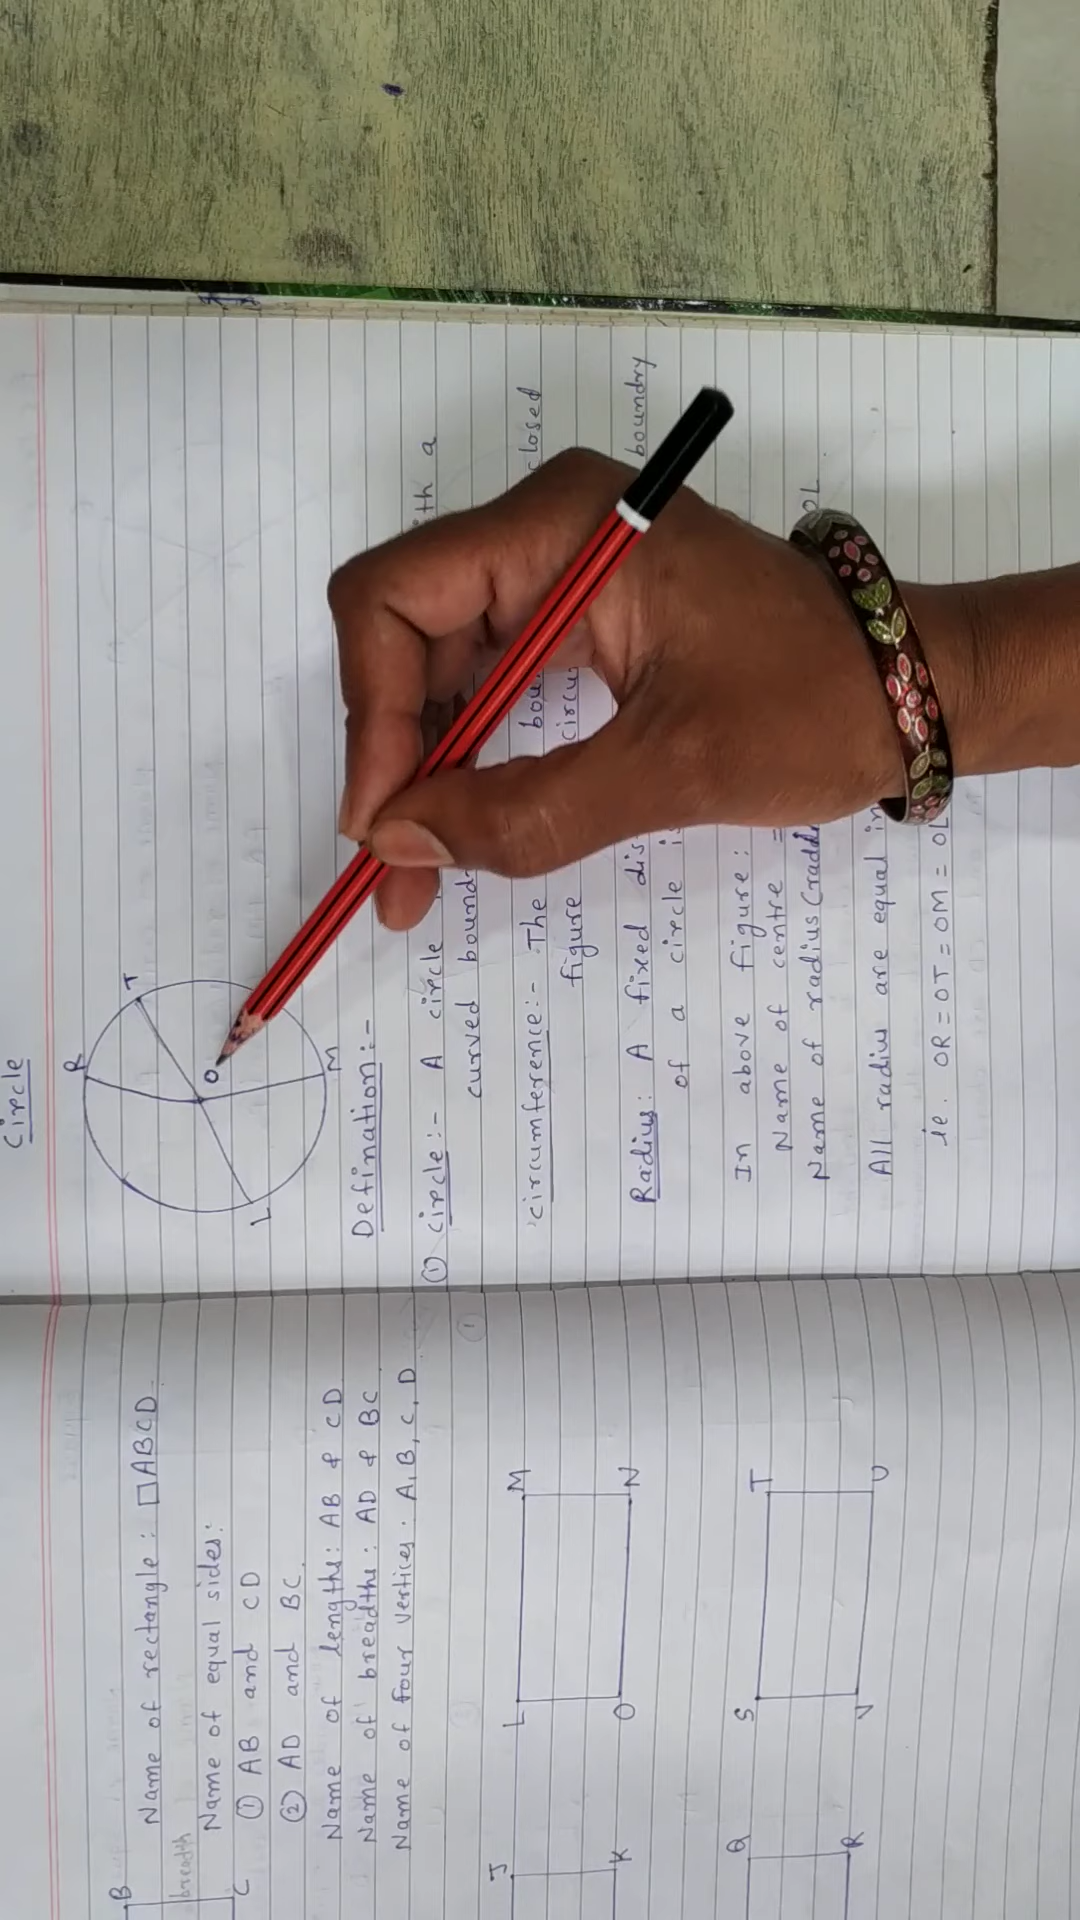 B
breadth
C
Name of rectangle : □ABCD.
Name of equal sides:
① AB and CD
② AD and BC.
Name of lengths: AB & CD
Name of breadths: AD & BC
Name of four vertices: A, B, C, D
J
K
L
M
O
N
Q
R
S
T
V
U
Circle
R
T
O
L
M
Defination:-
① circle:- A circle ith a
curved bound
circumference:- The bou closed
figure circu
Radius: A fixed dis boundry
of a circle i
In above figure:
Name of centre =
Name of radius (radd OL.
All radius are equal in
ie. OR = OT = OM = OL